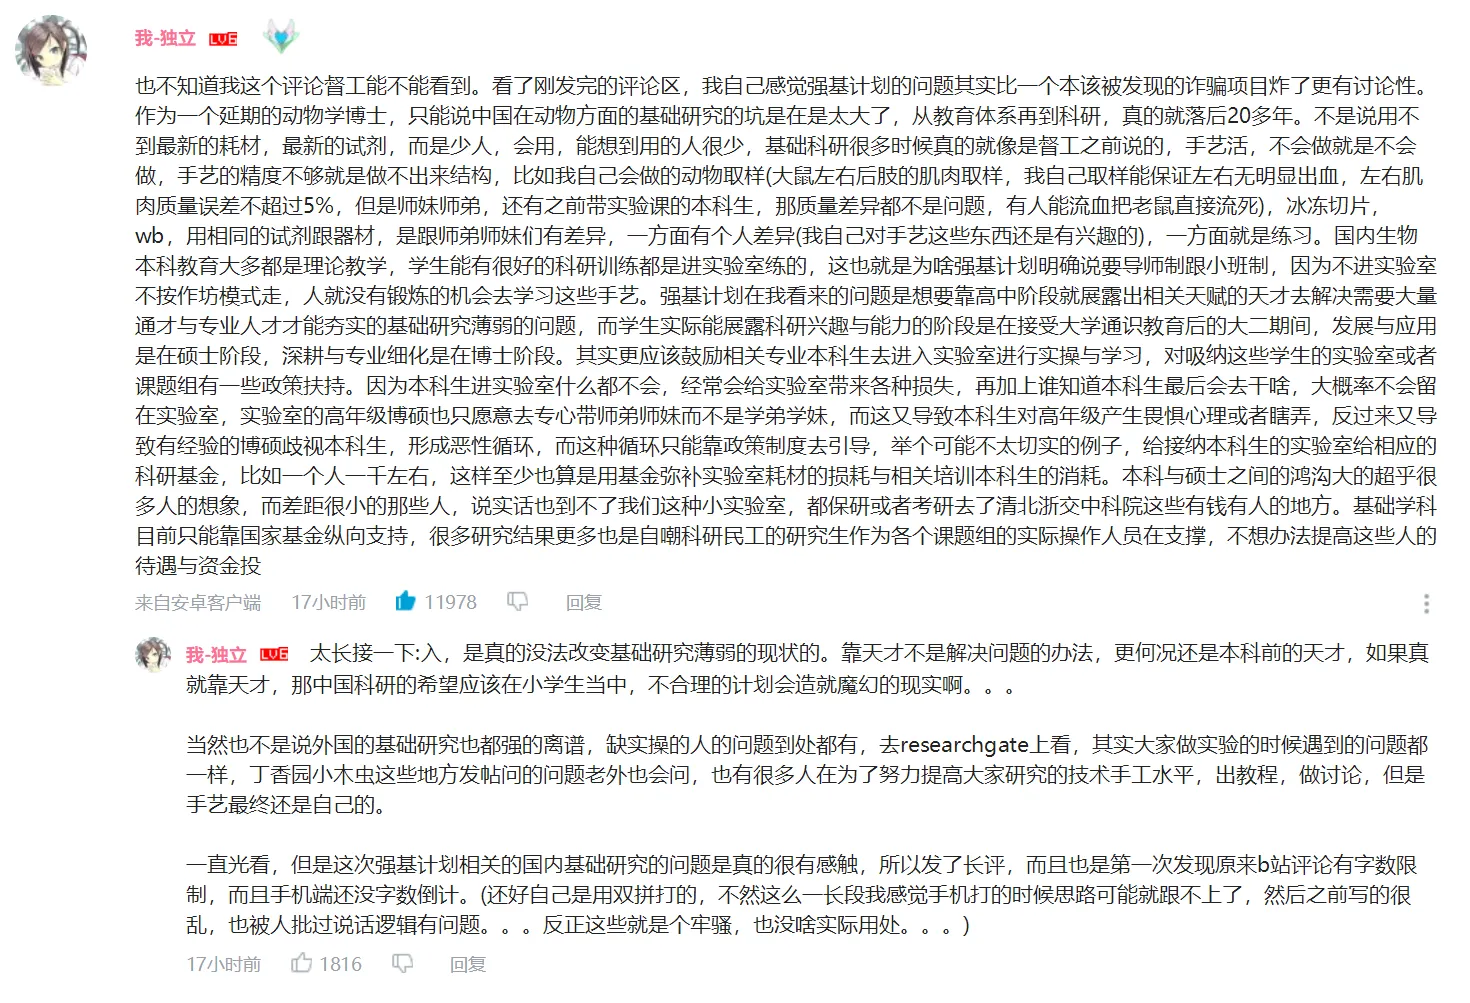 我-独立 LV6
也不知道我这个评论督工能不能看到。看了刚发完的评论区，我自己感觉强基计划的问题其实比一个本该被发现的诈骗项目炸了更有讨论性。
作为一个延期的动物学博士，只能说中国在动物方面的基础研究的坑是在是太大了，从教育体系再到科研，真的就落后20多年。不是说用不
到最新的耗材，最新的试剂，而是少人，会用，能想到用的人很少，基础科研很多时候真的就像是督工之前说的，手艺活，不会做就是不会
做，手艺的精度不够就是做不出来结构，比如我自己会做的动物取样(大鼠左右后肢的肌肉取样，我自己取样能保证左右无明显出血，左右肌
肉质量误差不超过5%，但是师妹师弟，还有之前带实验课的本科生，那质量差异都不是问题，有人能流血把老鼠直接流死)，冰冻切片，
wb，用相同的试剂跟器材，是跟师弟师妹们有差异，一方面有个人差异(我自己对手艺这些东西还是有兴趣的)，一方面就是练习。国内生物
本科教育大多都是理论教学，学生能有很好的科研训练都是进实验室练的，这也就是为啥强基计划明确说要导师制跟小班制，因为不进实验室
不按作坊模式走，人就没有锻炼的机会去学习这些手艺。强基计划在我看来的问题是想要靠高中阶段就展露出相关天赋的天才去解决需要大量
通才与专业人才才能夯实的基础研究薄弱的问题，而学生实际能展露科研兴趣与能力的阶段是在接受大学通识教育后的大二期间，发展与应用
是在硕士阶段，深耕与专业细化是在博士阶段。其实更应该鼓励相关专业本科生去进入实验室进行实操与学习，对吸纳这些学生的实验室或者
课题组有一些政策扶持。因为本科生进实验室什么都不会，经常会给实验室带来各种损失，再加上谁知道本科生最后会去干啥，大概率不会留
在实验室，实验室的高年级博硕也只愿意去专心带师弟师妹而不是学弟学妹，而这又导致本科生对高年级产生畏惧心理或者瞎弄，反过来又导
致有经验的博硕歧视本科生，形成恶性循环，而这种循环只能靠政策制度去引导，举个可能不太切实的例子，给接纳本科生的实验室给相应的
科研基金，比如一个人一千左右，这样至少也算是用基金弥补实验室耗材的损耗与相关培训本科生的消耗。本科与硕士之间的鸿沟大的超乎很
多人的想象，而差距很小的那些人，说实话也到不了我们这种小实验室，都保研或者考研去了清北浙交中科院这些有钱有人的地方。基础学科
目前只能靠国家基金纵向支持，很多研究结果更多也是自嘲科研民工的研究生作为各个课题组的实际操作人员在支撑，不想办法提高这些人的
待遇与资金投
来自安卓客户端 17小时前 11978 回复
我-独立 LV6 太长接一下:入，是真的没法改变基础研究薄弱的现状的。靠天才不是解决问题的办法，更何况还是本科前的天才，如果真
就靠天才，那中国科研的希望应该在小学生当中，不合理的计划会造就魔幻的现实啊。。。
当然也不是说外国的基础研究也都强的离谱，缺实操的人的问题到处都有，去researchgate上看，其实大家做实验的时候遇到的问题都
一样，丁香园小木虫这些地方发帖问的问题老外也会问，也有很多人在为了努力提高大家研究的技术手工水平，出教程，做讨论，但是
手艺最终还是自己的。
一直光看，但是这次强基计划相关的国内基础研究的问题是真的很有感触，所以发了长评，而且也是第一次发现原来b站评论有字数限
制，而且手机端还没字数倒计。(还好自己是用双拼打的，不然这么一长段我感觉手机打的时候思路可能就跟不上了，然后之前写的很
乱，也被人批过说话逻辑有问题。。。反正这些就是个牢骚，也没啥实际用处。。。)
17小时前 1816 回复